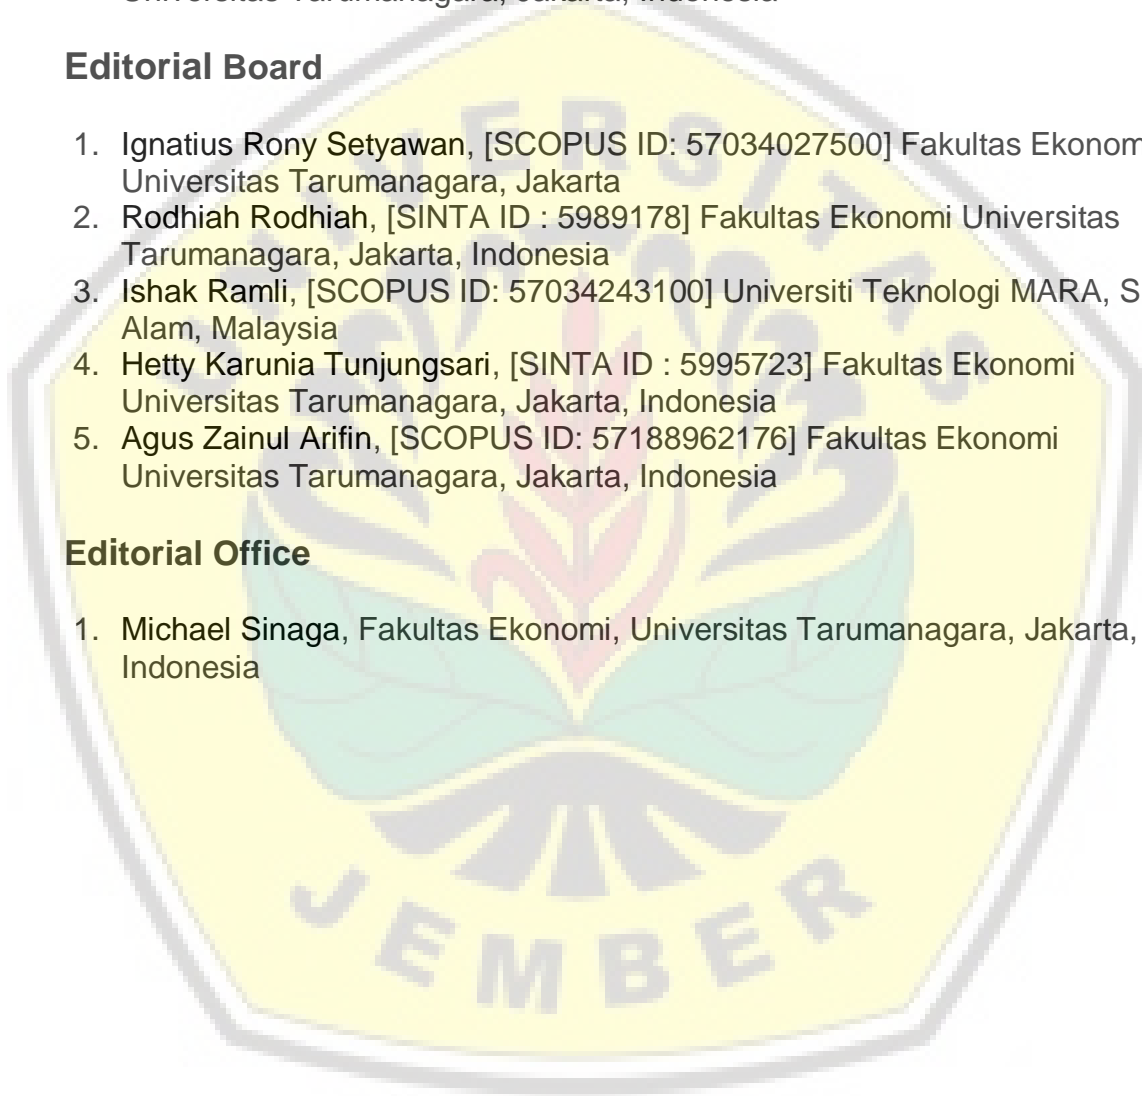 Universitas Tarumanagara, Jakarta, Indonesia
Editorial Board
1. Ignatius Rony Setyawan, [SCOPUS ID: 57034027500] Fakultas Ekonom
Universitas Tarumanagara, Jakarta
2. Rodhiah Rodhiah, [SINTA ID : 5989178] Fakultas Ekonomi Universitas
Tarumanagara, Jakarta, Indonesia
3. Ishak Ramli, [SCOPUS ID: 57034243100] Universiti Teknologi MARA, S
Alam, Malaysia
4. Hetty Karunia Tunjungsari, [SINTA ID : 5995723] Fakultas Ekonomi
Universitas Tarumanagara, Jakarta, Indonesia
5. Agus Zainul Arifin, [SCOPUS ID: 57188962176] Fakultas Ekonomi
Universitas Tarumanagara, Jakarta, Indonesia
Editorial Office
1. Michael Sinaga, Fakultas Ekonomi, Universitas Tarumanagara, Jakarta,
Indonesia
UNIVERSITAS
JEMBER